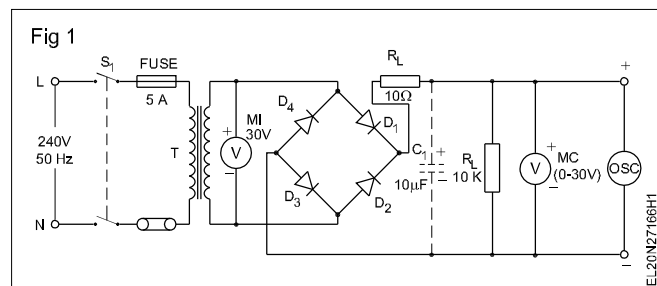 Fig 1
S1
FUSE
5 A
L
240V
50 Hz
N
T
MI
30V
+
V
–
D4
D1
D3
D2
RL
10Ω
C1
+
10µF
RL
10 K
+
V
–
MC
(0-30V)
+
OSC
–
EL20N27166H1